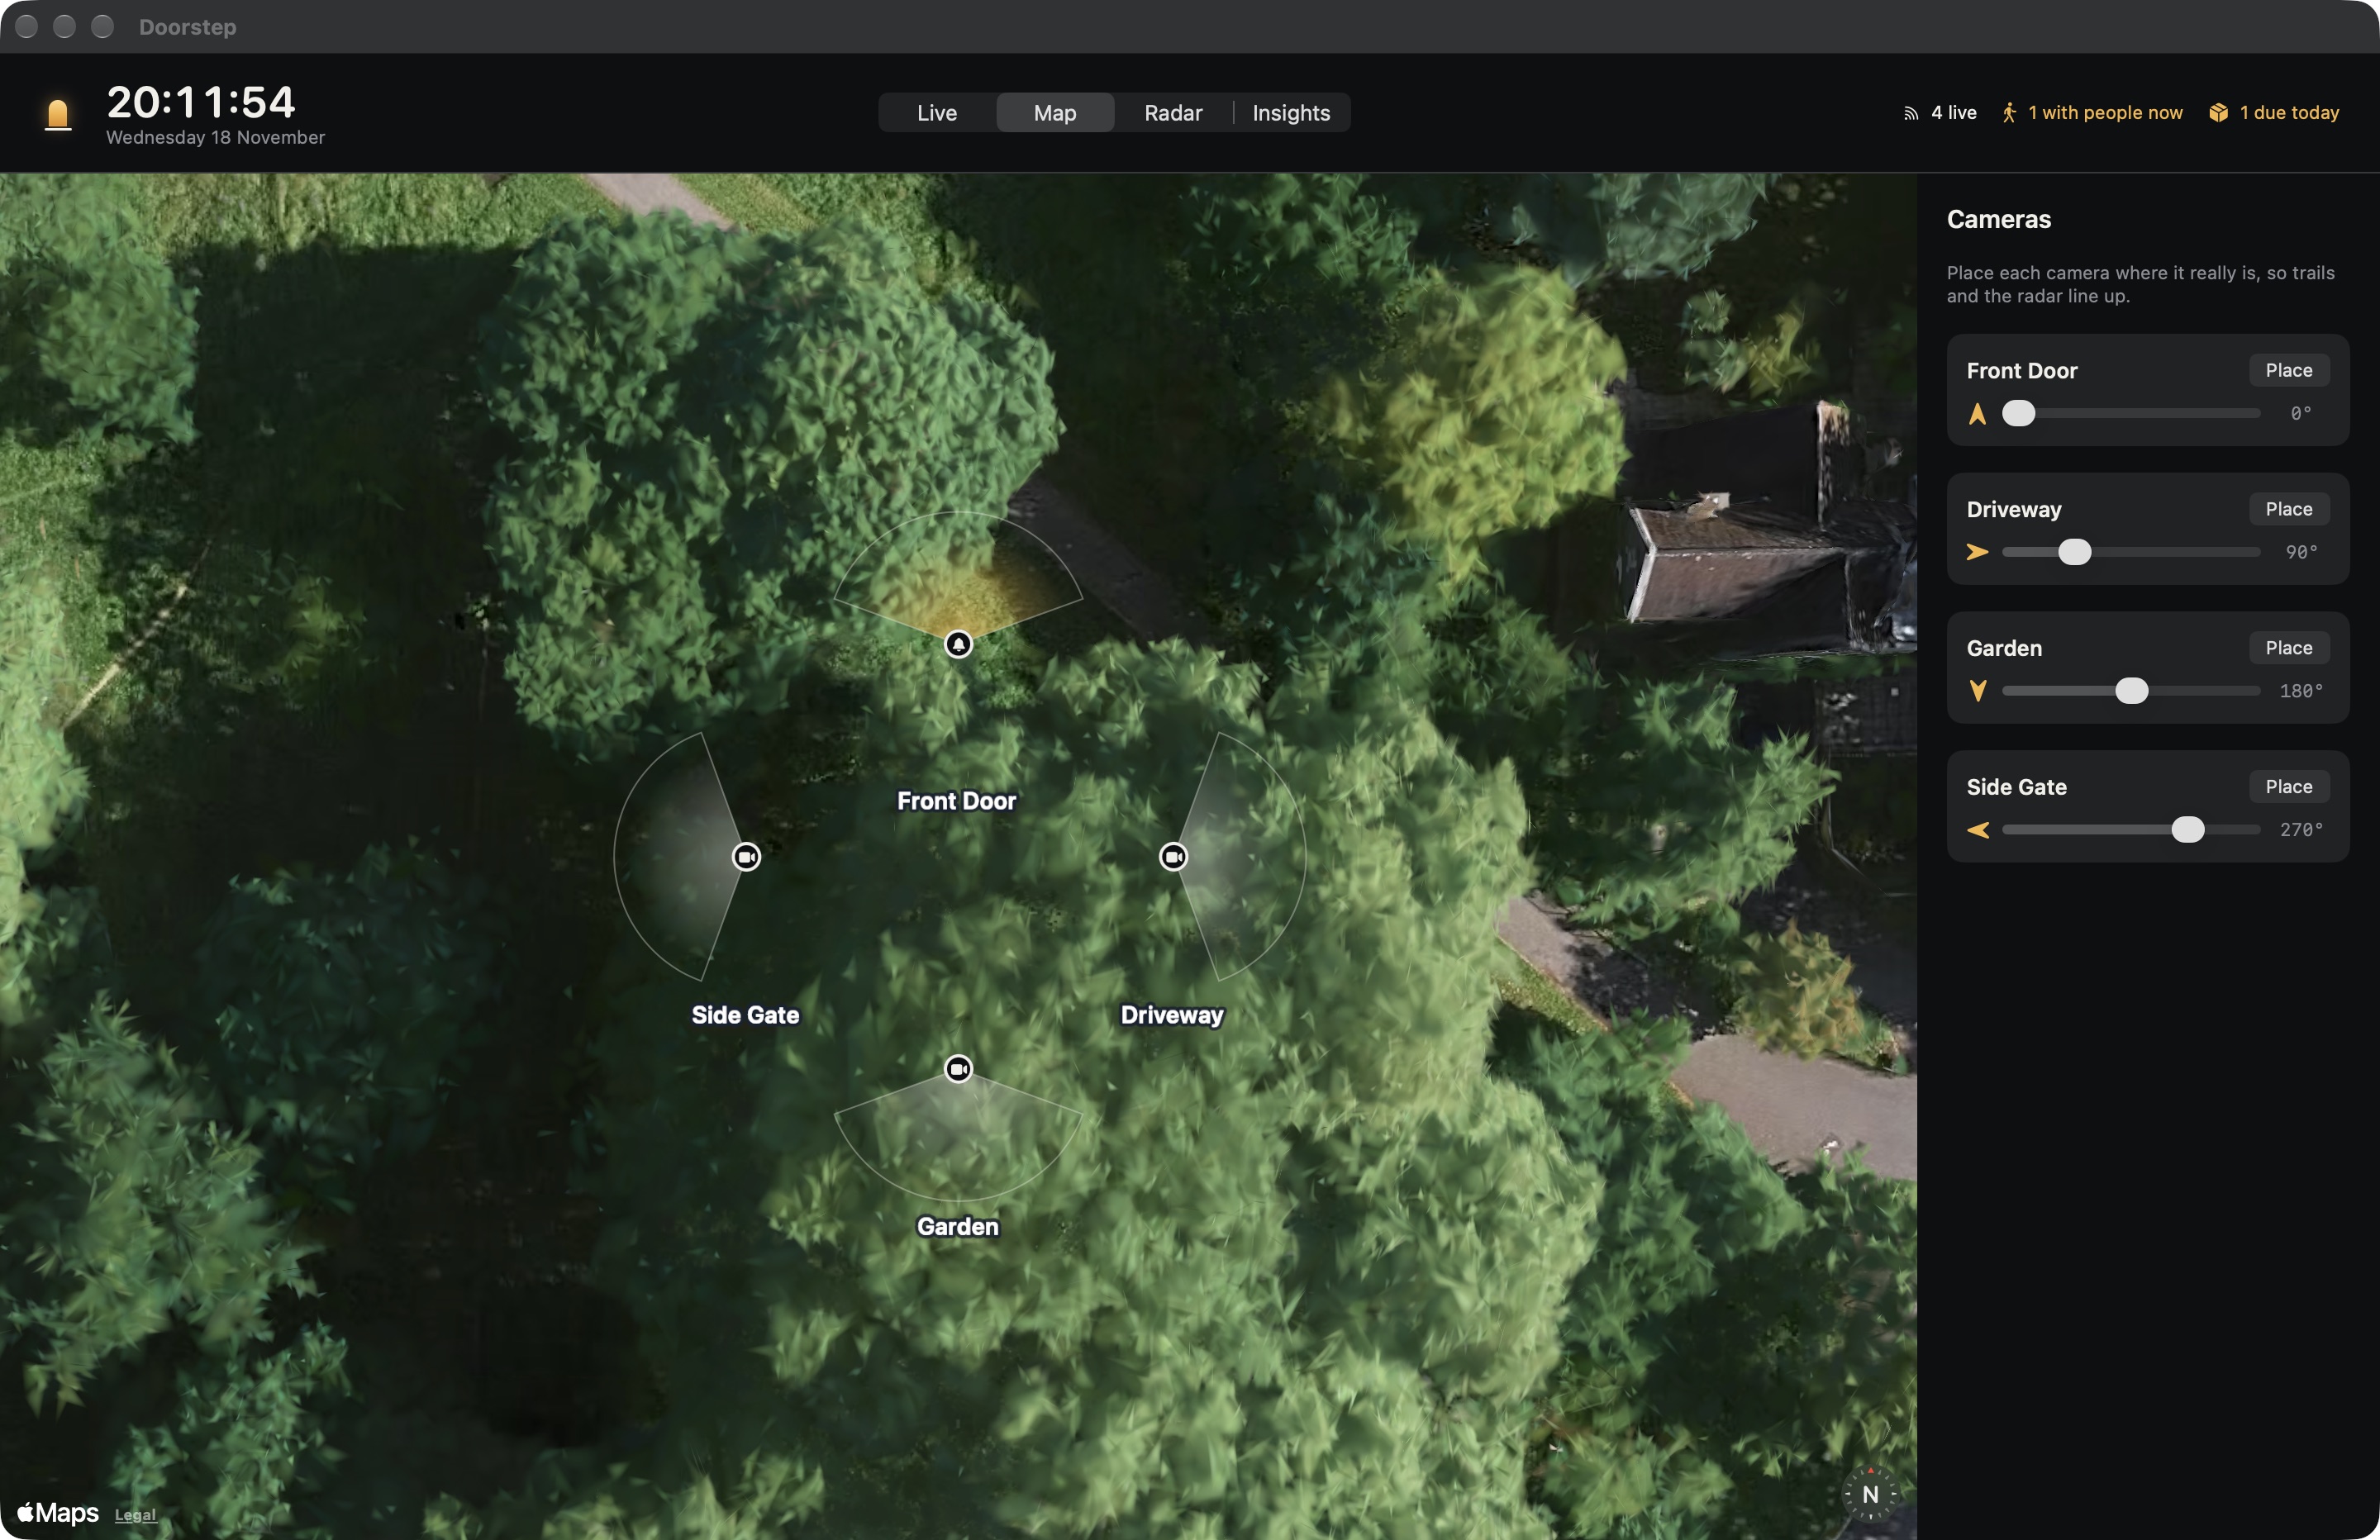 Doorstep
20:11:54
Wednesday 18 November
Live
Map
Radar
Insights
4 live
1 with people now
1 due today
Cameras
Place each camera where it really is, so trails
and the radar line up.
Front Door
Place
0°
Driveway
Place
90°
Garden
Place
180°
Side Gate
Place
270°
Front Door
Side Gate
Driveway
Garden
Maps
Legal
N